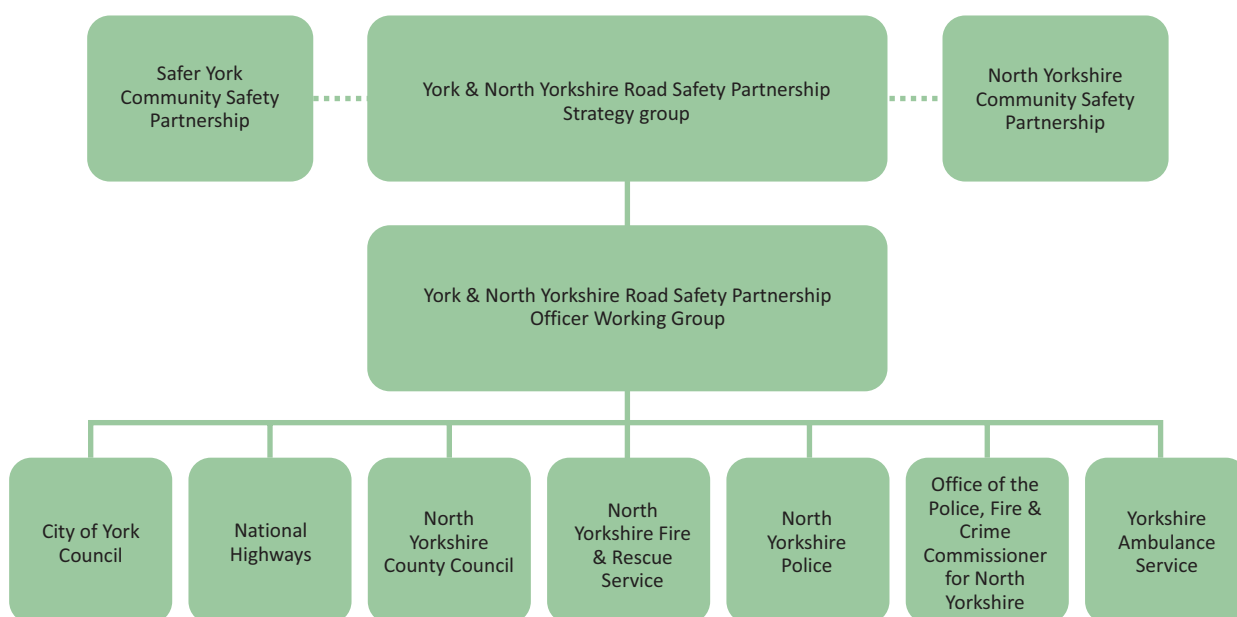 Safer York
Community Safety
Partnership
York & North Yorkshire Road Safety Partnership
Strategy group
North Yorkshire
Community Safety
Partnership
York & North Yorkshire Road Safety Partnership
Officer Working Group
City of York
Council
National
Highways
North
Yorkshire
County Council
North
Yorkshire Fire
& Rescue
Service
North
Yorkshire
Police
Office of the
Police, Fire &
Crime
Commissioner
for North
Yorkshire
Yorkshire
Ambulance
Service